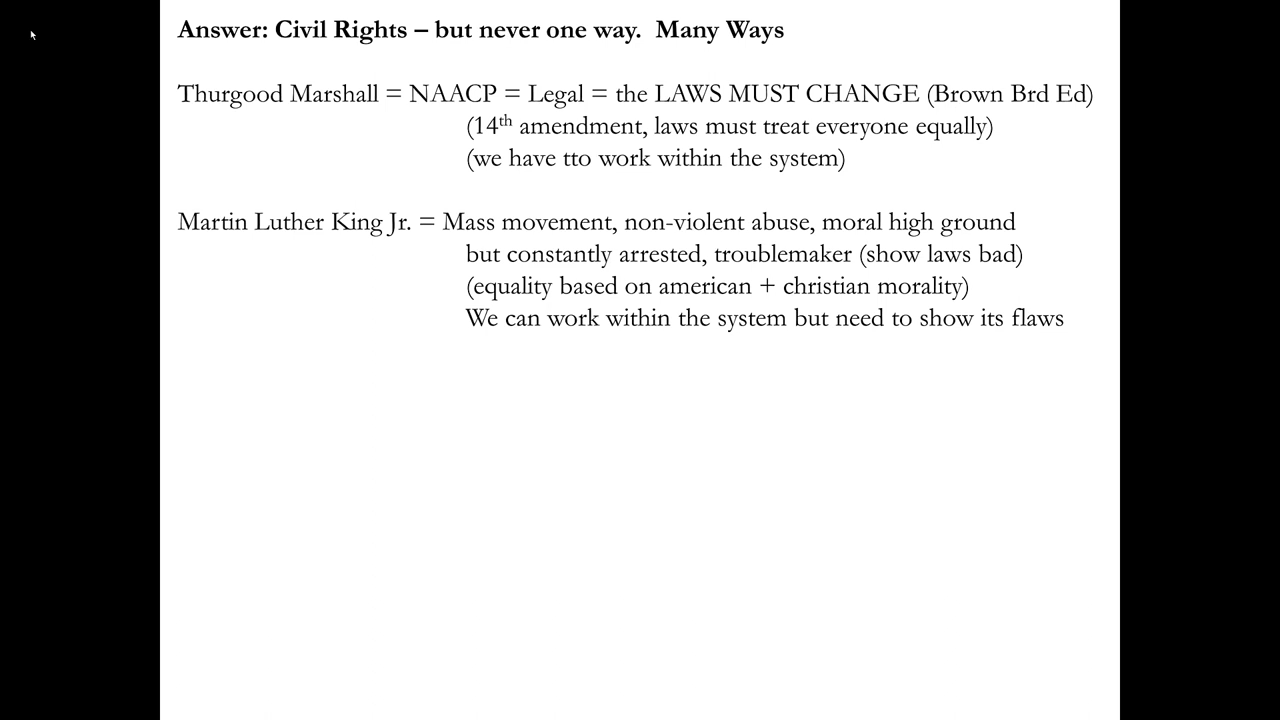 Answer: Civil Rights – but never one way.  Many Ways
Thurgood Marshall = NAACP = Legal = the LAWS MUST CHANGE (Brown Brd Ed)
(14th amendment, laws must treat everyone equally)
(we have tto work within the system)
Martin Luther King Jr. = Mass movement, non-violent abuse, moral high ground
but constantly arrested, troublemaker (show laws bad)
(equality based on american + christian morality)
We can work within the system but need to show its flaws